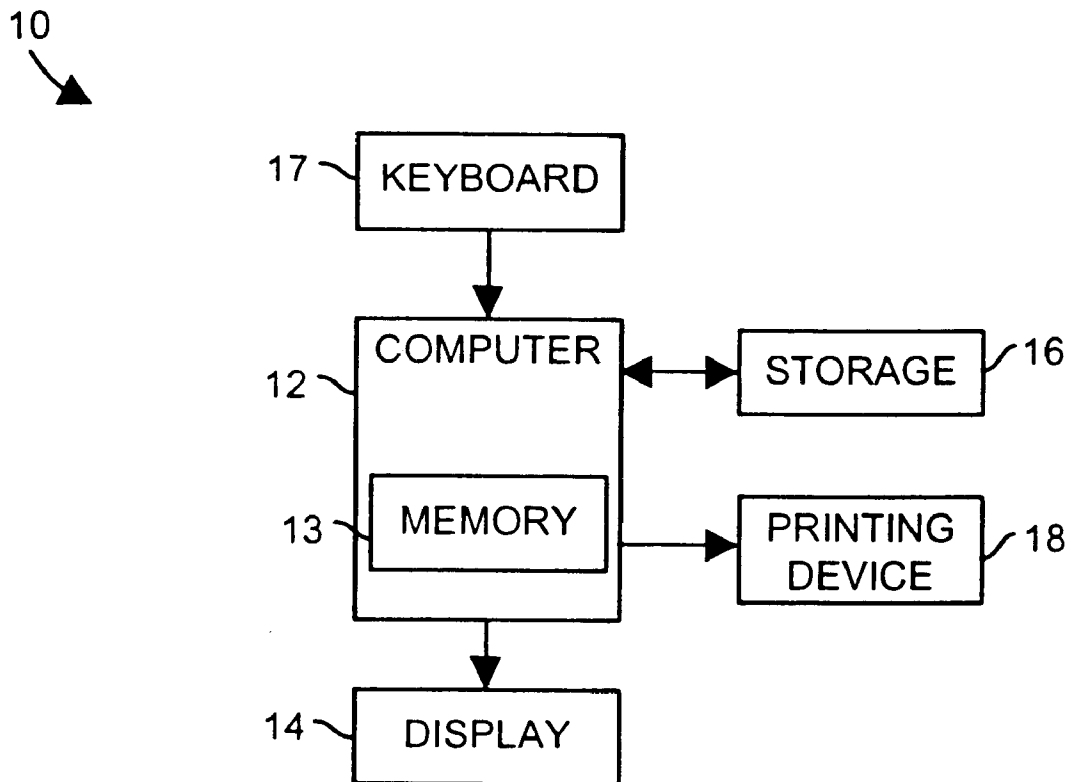 10
17
KEYBOARD
COMPUTER
12
STORAGE
16
MEMORY
13
PRINTING
DEVICE
18
14
DISPLAY